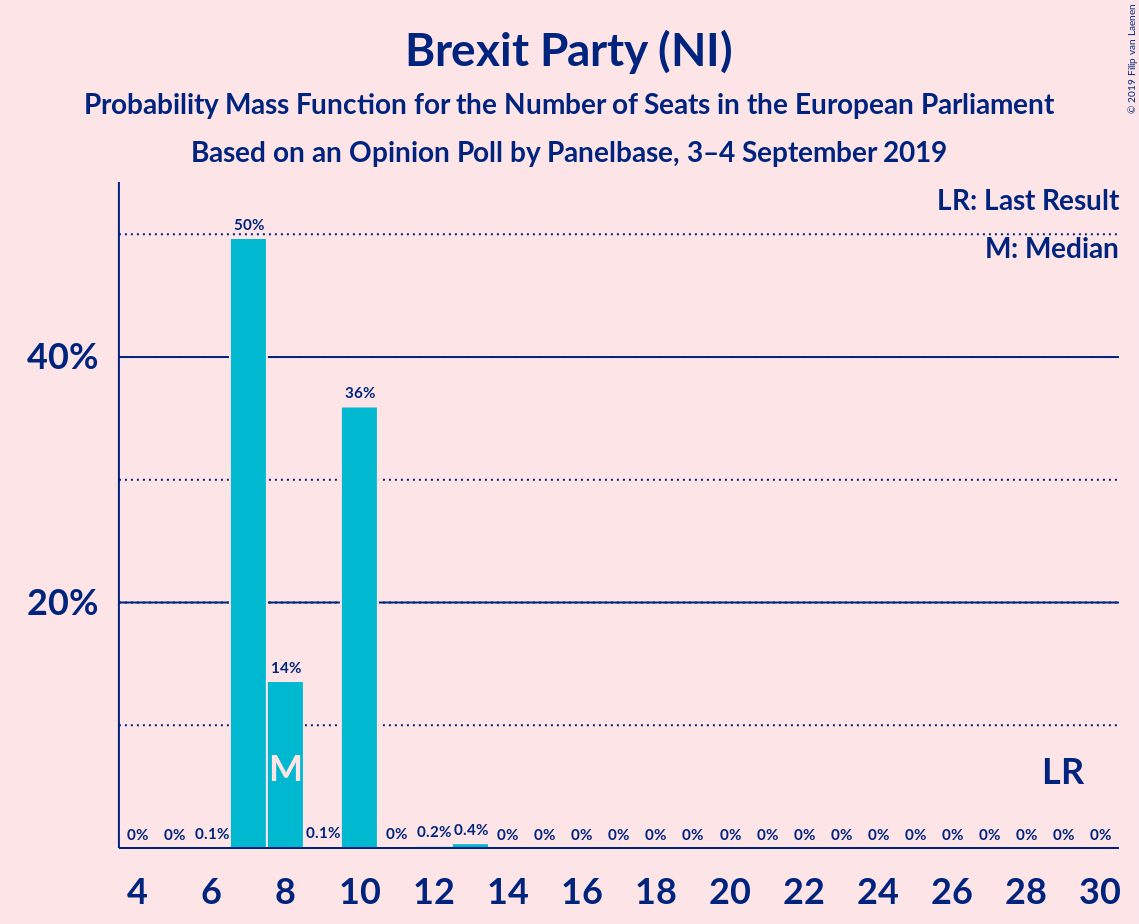 Brexit Party (NI)
Probability Mass Function for the Number of Seats in the European Parliament
Based on an Opinion Poll by Panelbase, 3–4 September 2019
© 2019 Filip van Laenen
LR: Last Result
M: Median
50%
40%
36%
20%
14%
M
LR
0% 0% 0.1% 0.1% 0% 0.2% 0.4% 0% 0% 0% 0% 0% 0% 0% 0% 0% 0% 0% 0% 0% 0% 0% 0% 0%
4 6 8 10 12 14 16 18 20 22 24 26 28 30